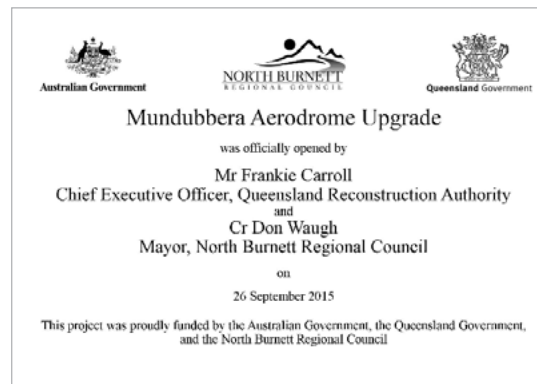 Australian Government
NORTH BURNETT
REGIONAL COUNCIL
Queensland Government
Mundubbera Aerodrome Upgrade
was officially opened by
Mr Frankie Carroll
Chief Executive Officer, Queensland Reconstruction Authority
and
Cr Don Waugh
Mayor, North Burnett Regional Council
on
26 September 2015
This project was proudly funded by the Australian Government, the Queensland Government,
and the North Burnett Regional Council